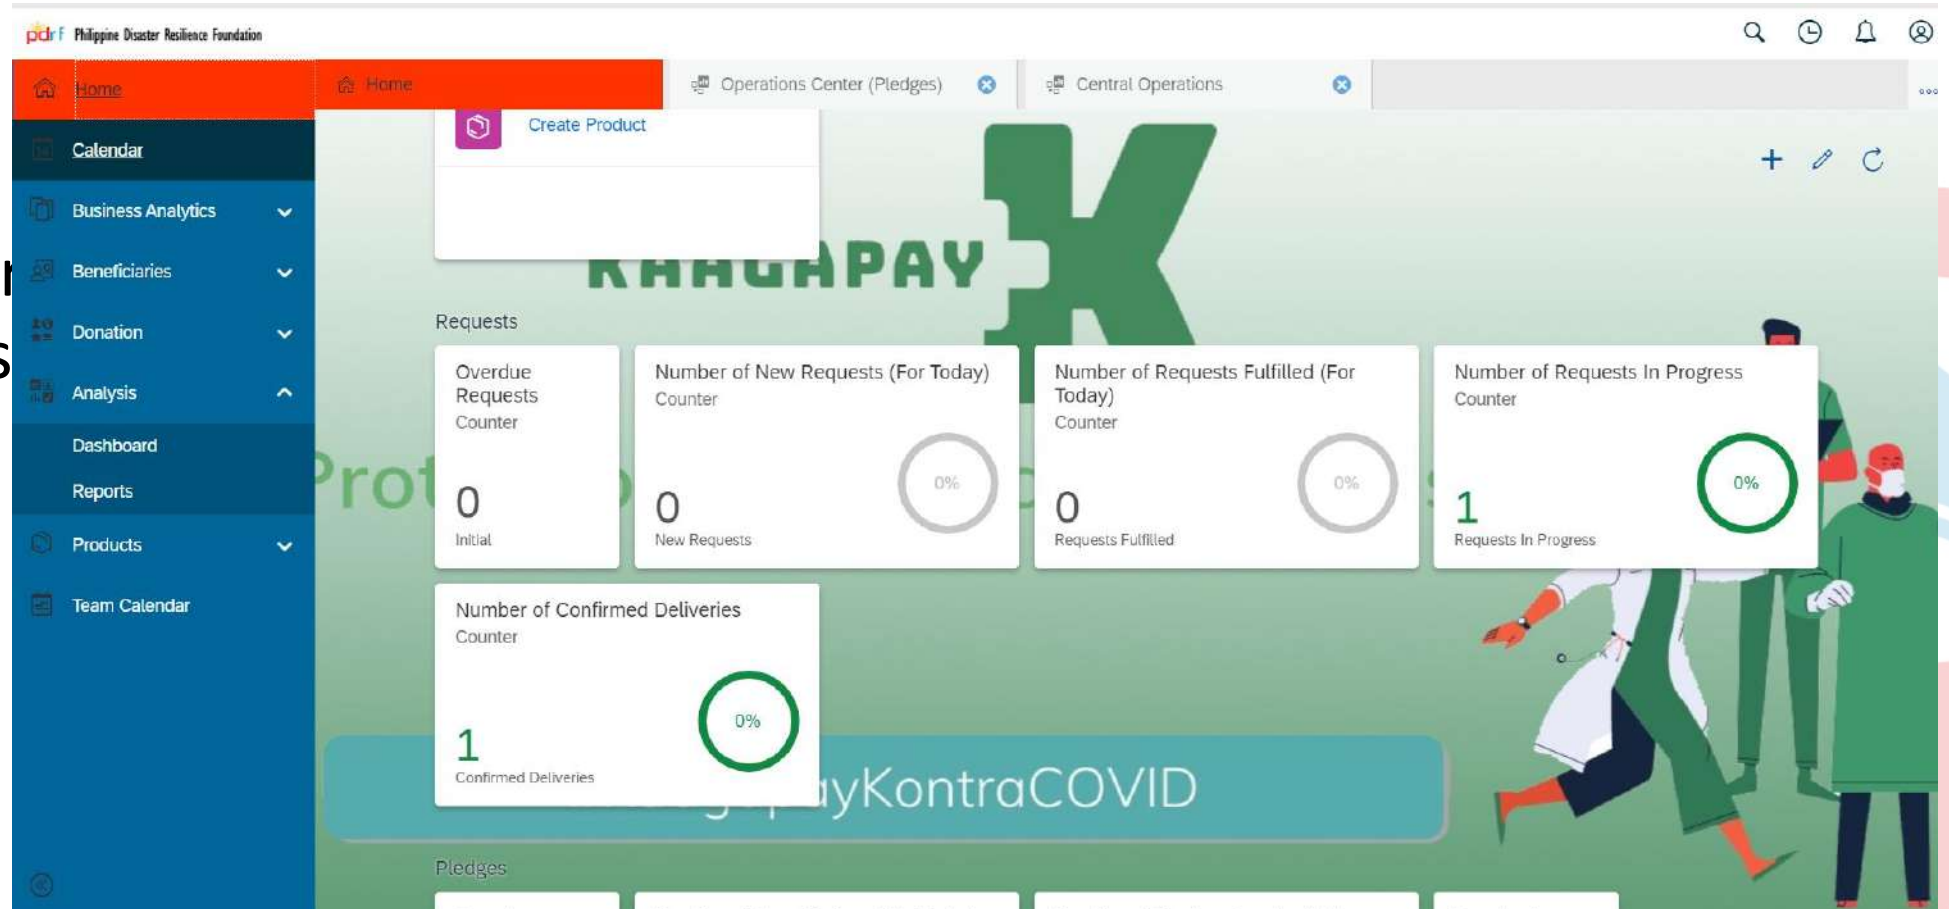 pdrf Philippine Disaster Resilience Foundation
Home
Calendar
Business Analytics
Beneficiaries
Donation
Analysis
Dashboard
Reports
Products
Team Calendar
Home
Operations Center (Pledges)
Central Operations
Create Product
KAAGAPAY
K
Requests
Overdue
Requests
Counter
0
Initial
Number of New Requests (For Today)
Counter
0%
0
New Requests
Number of Requests Fulfilled (For
Today)
Counter
0%
0
Requests Fulfilled
Number of Requests In Progress
Counter
0%
1
Requests In Progress
Prot
Number of Confirmed Deliveries
Counter
0%
1
Confirmed Deliveries
yKontraCOVID
Pledges